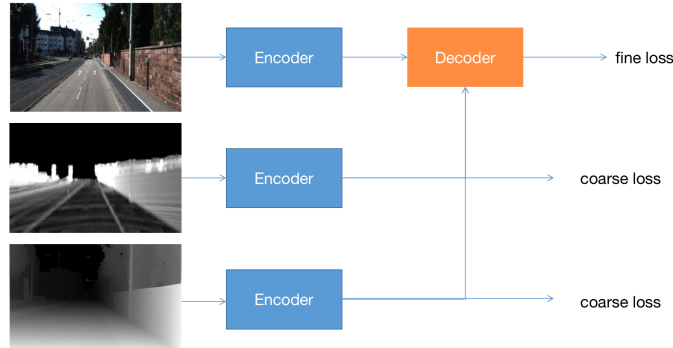 Encoder
Decoder
fine loss
Encoder
coarse loss
Encoder
coarse loss